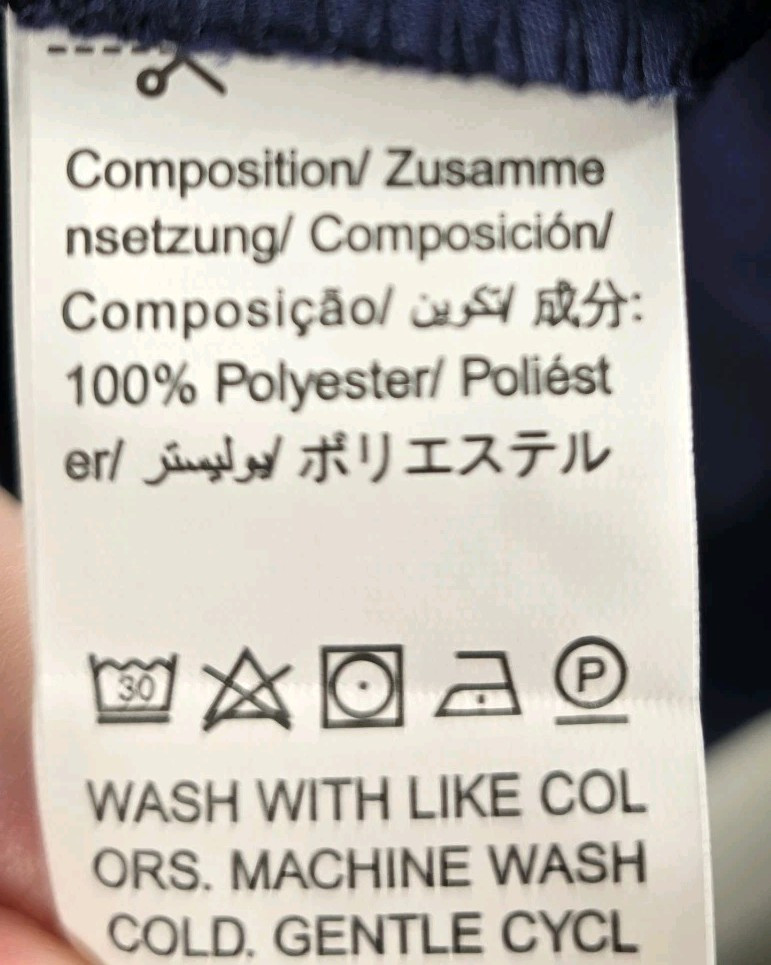 Composition/ Zusamme
nsetzung/ Composición/
Composição/ تكوين/ 成分:
100% Polyester/ Poliést
er/ بوليستر/ ポリエステル
30 P
WASH WITH LIKE COL
ORS. MACHINE WASH
COLD. GENTLE CYCL